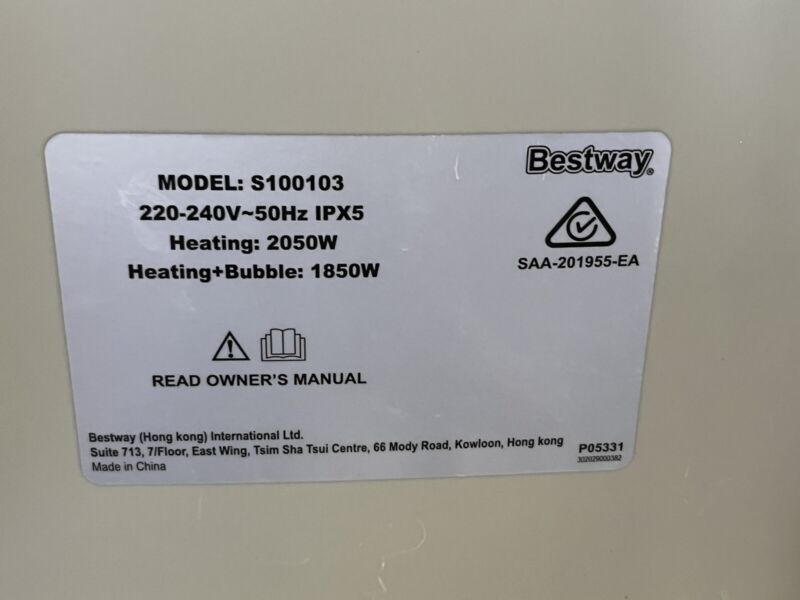 Bestway®
MODEL: S100103
220-240V~50Hz IPX5
Heating: 2050W
Heating+Bubble: 1850W
SAA-201955-EA
READ OWNER'S MANUAL
Bestway (Hong kong) International Ltd.
Suite 713, 7/Floor, East Wing, Tsim Sha Tsui Centre, 66 Mody Road, Kowloon, Hong kong
Made in China
P05331
302029000382